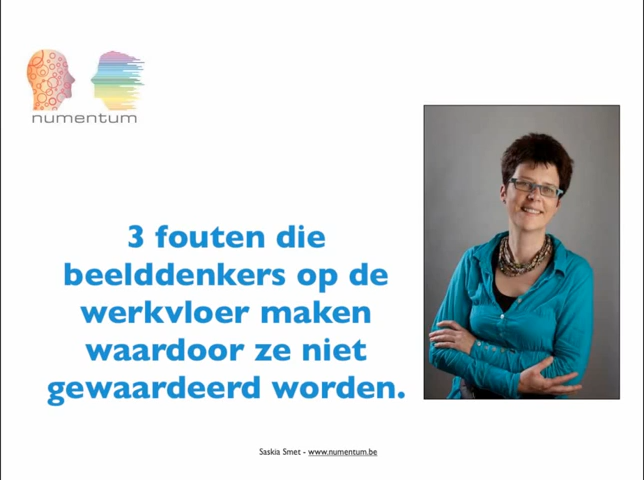 numentum
3 fouten die
beelddenkers op de
werkvloer maken
waardoor ze niet
gewaardeerd worden.
Saskia Smet - www.numentum.be